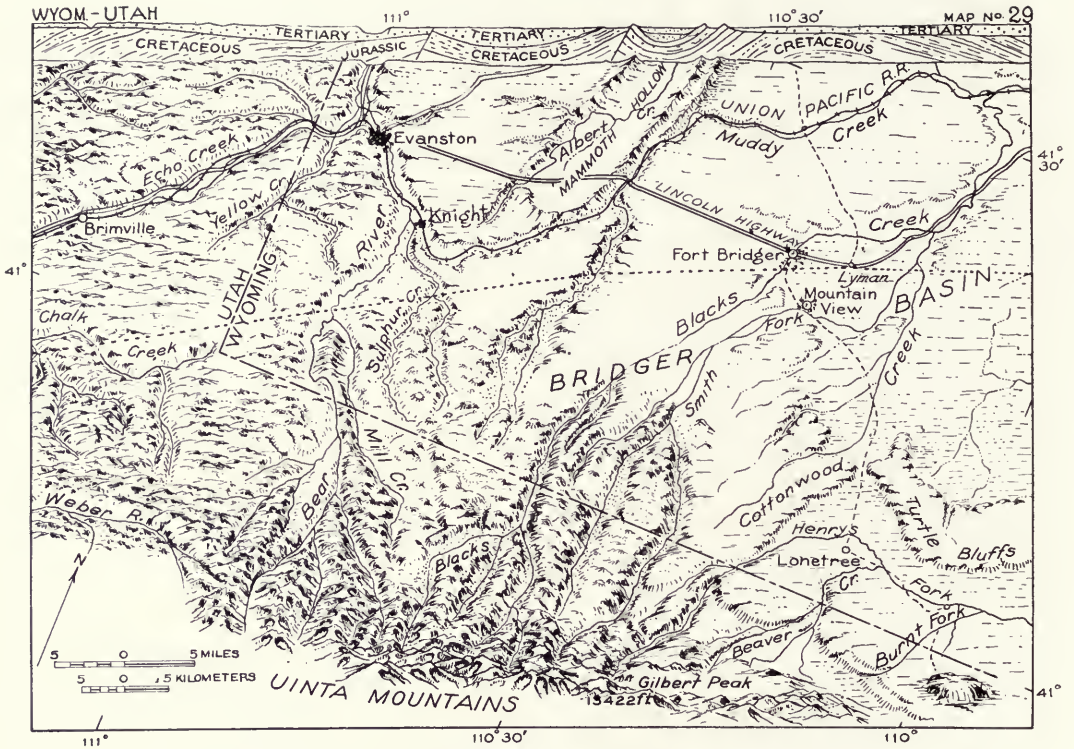 WYOM.-UTAH
111°
110°30'
MAP No. 29
TERTIARY
TERTIARY
TERTIARY
CRETACEOUS
JURASSIC
CRETACEOUS
CRETACEOUS
UNION PACIFIC R.R.
HOLLOW
Albert Cr.
MAMMOTH
Muddy Creek
Evanston
Echo Creek
41°
30'
Yellow Cr.
Knight
LINCOLN HIGHWAY
Creek
Brimville
River
Fort Bridger
41°
UTAH
WYOMING
Lyman
BASIN
Mountain
View
Sulphur Cr.
Blacks
Fork
Chalk
Creek
BRIDGER
Creek
Smith
Mill Cr.
Bear
Cottonwood
Weber R.
Turtle
Bluffs
Henrys
Blacks
Lonetree
Cr.
Fork
N
Beaver
Burnt Fork
5 0 5 MILES
5 0 5 KILOMETERS
UINTA MOUNTAINS
Gilbert Peak
13422ft.
41°
111°
110°30'
110°